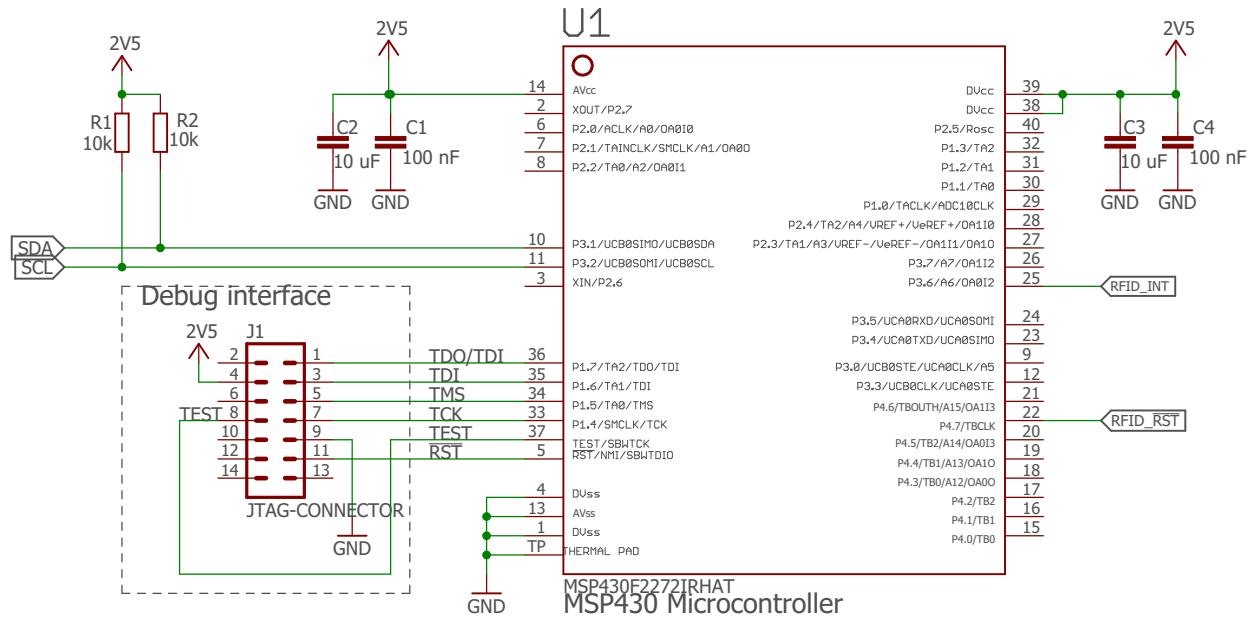 U1
2V5
R1
10k
R2
10k
2V5
C2
10 uF
C1
100 nF
GND
GND
SDA
SCL
14 AVcc
2 XOUT/P2.7
6 P2.0/ACLK/A0/OA0I0
7 P2.1/TAINCLK/SMCLK/A1/OA0O
8 P2.2/TA0/A2/OA0I1
10 P3.1/UCB0SIMO/UCB0SDA
11 P3.2/UCB0SOMI/UCB0SCL
3 XIN/P2.6
36 P1.7/TA2/TDO/TDI
35 P1.6/TA1/TDI
34 P1.5/TA0/TMS
33 P1.4/SMCLK/TCK
37 TEST/SBWTCK
5 RST/NMI/SBWTDIO
4 DVss
13 AVss
1 DVss
TP THERMAL PAD
GND
Debug interface
2V5
J1
2 1 TDO/TDI
4 3 TDI
6 5 TMS
TEST 8 7 TCK
10 9 TEST
12 11 RST
14 13
JTAG-CONNECTOR
GND
DVcc 39
DVcc 38
P2.5/Rosc 40
P1.3/TA2 32
P1.2/TA1 31
P1.1/TA0 30
P1.0/TACLK/ADC10CLK 29
P2.4/TA2/A4/VREF+/VeREF+/OA1I0 28
P2.3/TA1/A3/VREF-/VeREF-/OA1I1/OA1O 27
P3.7/A7/OA1I2 26
P3.6/A6/OA0I2 25
RFID_INT
P3.5/UCA0RXD/UCA0SOMI 24
P3.4/UCA0TXD/UCA0SIMO 23
P3.0/UCB0STE/UCA0CLK/A5 9
P3.3/UCB0CLK/UCA0STE 12
P4.6/TBOUTH/A15/OA1I3 21
P4.7/TBCLK 22
RFID_RST
P4.5/TB2/A14/OA0I3 20
P4.4/TB1/A13/OA1O 19
P4.3/TB0/A12/OA0O 18
P4.2/TB2 17
P4.1/TB1 16
P4.0/TB0 15
2V5
C3
10 uF
C4
100 nF
GND
GND
MSP430F2272IRHAT
MSP430 Microcontroller